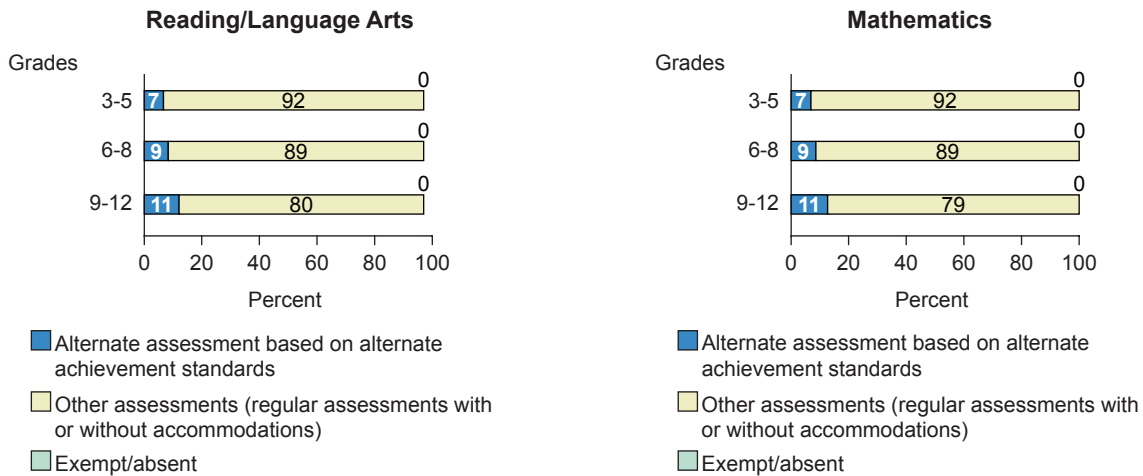 Reading/Language Arts
Grades
0
3-5
7
92
0
6-8
9
89
0
9-12
11
80
0
20
40
60
80
100
Percent
Alternate assessment based on alternate
achievement standards
Other assessments (regular assessments with
or without accommodations)
Exempt/absent
Mathematics
Grades
0
3-5
7
92
0
6-8
9
89
0
9-12
11
79
0
20
40
60
80
100
Percent
Alternate assessment based on alternate
achievement standards
Other assessments (regular assessments with
or without accommodations)
Exempt/absent